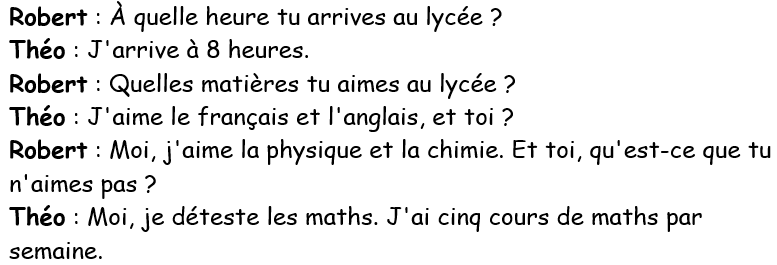 Robert : À quelle heure tu arrives au lycée ?
Théo : J'arrive à 8 heures.
Robert : Quelles matières tu aimes au lycée ?
Théo : J'aime le français et l'anglais, et toi ?
Robert : Moi, j'aime la physique et la chimie. Et toi, qu'est-ce que tu
n'aimes pas ?
Théo : Moi, je déteste les maths. J'ai cinq cours de maths par
semaine.